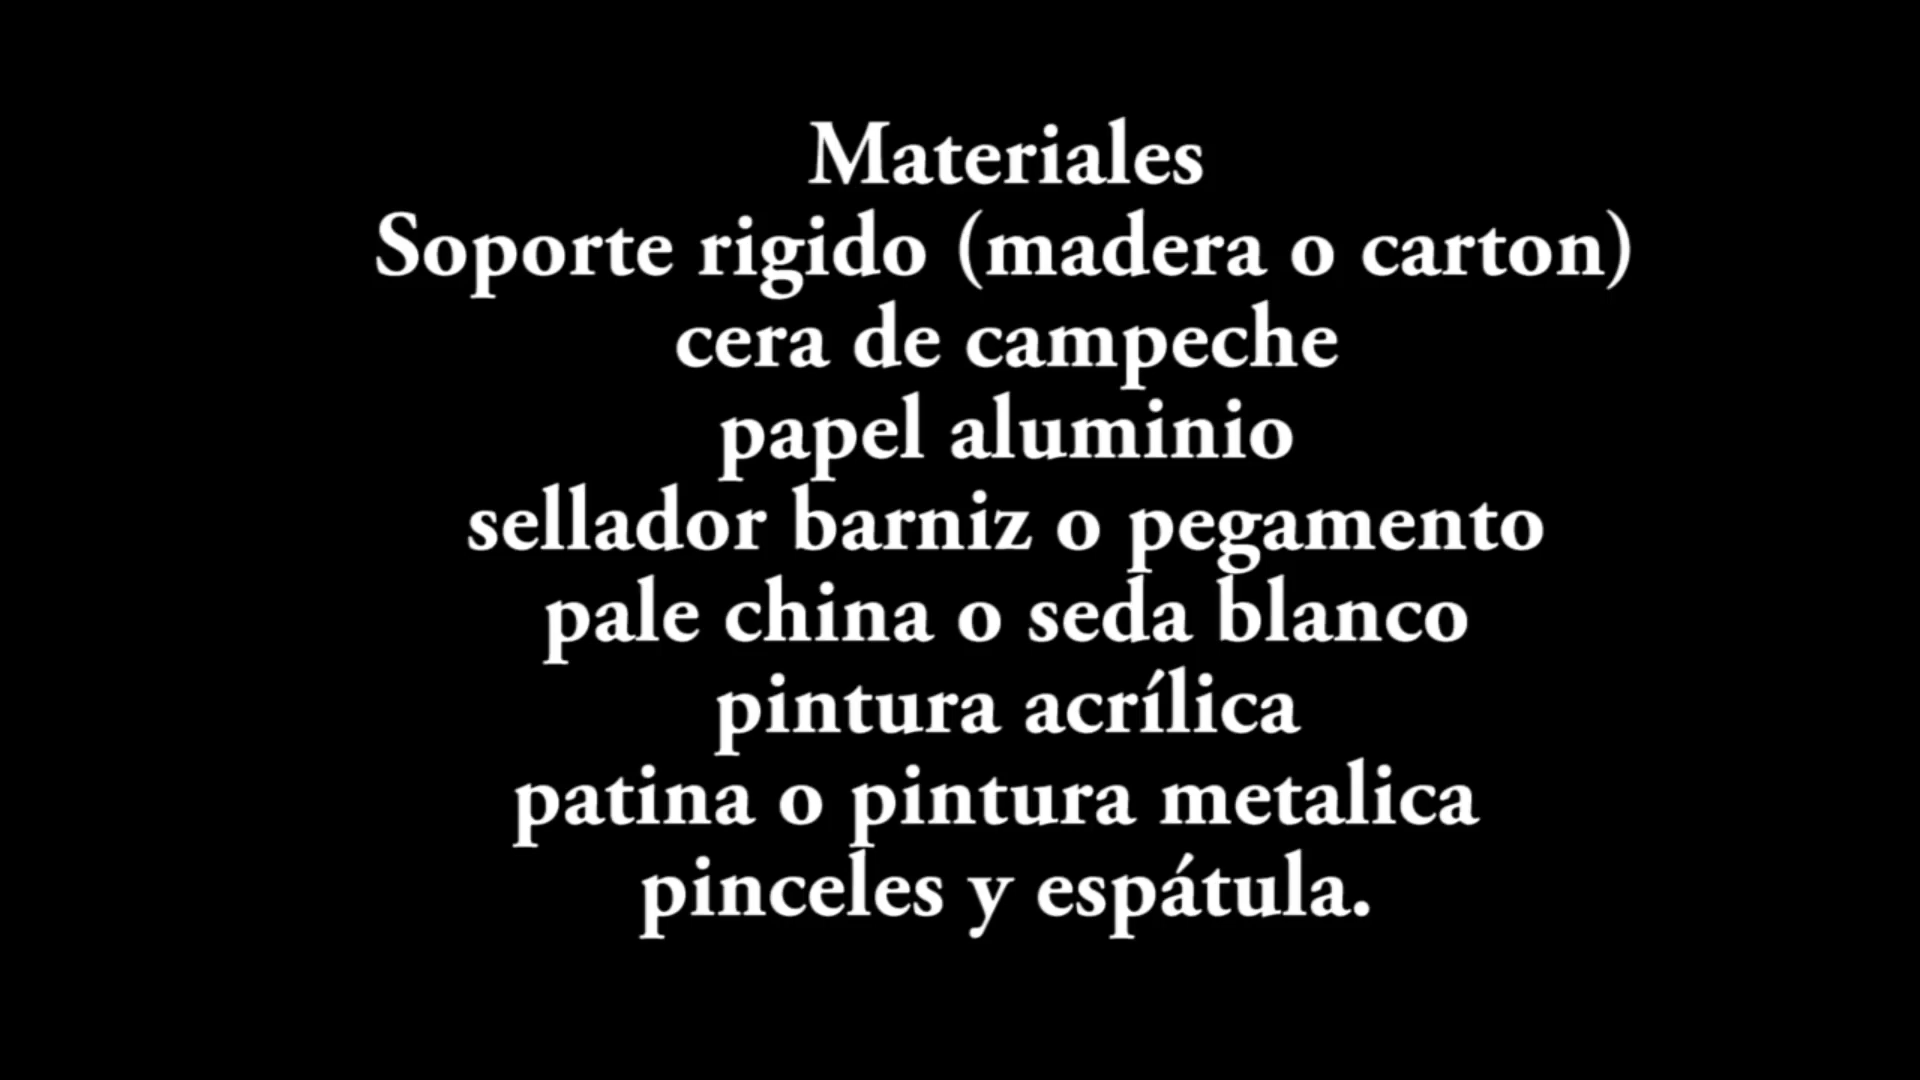 Materiales
Soporte rigido (madera o carton)
cera de campeche
papel aluminio
sellador barniz o pegamento
pale china o seda blanco
pintura acrílica
patina o pintura metalica
pinceles y espátula.